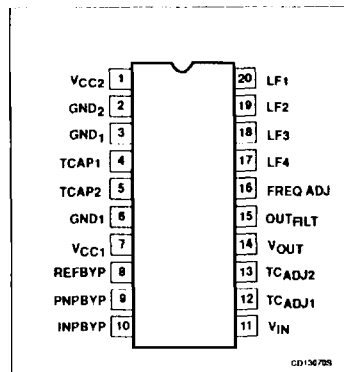 VCC2 1 20 LF1
GND2 2 19 LF2
GND1 3 18 LF3
TCAP1 4 17 LF4
TCAP2 5 16 FREQ ADJ
GND1 6 15 OUTFILT
VCC1 7 14 VOUT
REFBYP 8 13 TCADJ2
PNPBYP 9 12 TCADJ1
INPBYP 10 11 VIN
CD13070S